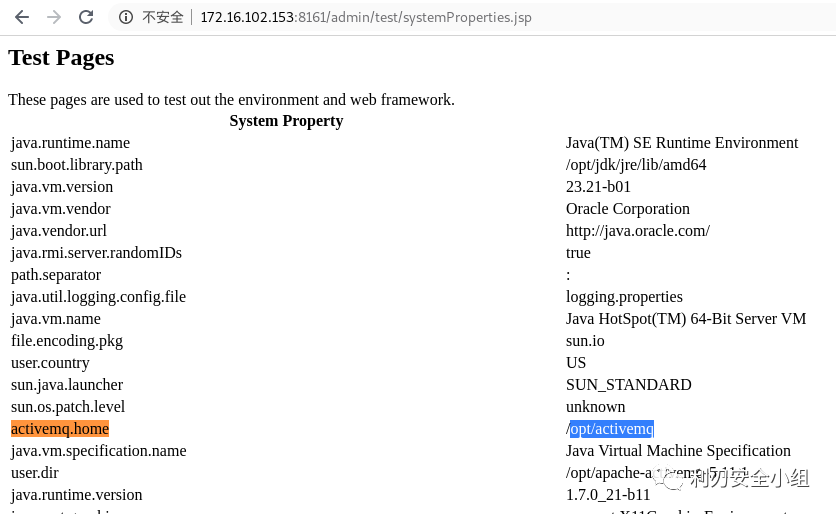 不安全 172.16.102.153:8161/admin/test/systemProperties.jsp
Test Pages
These pages are used to test out the environment and web framework.
System Property
java.runtime.name Java(TM) SE Runtime Environment
sun.boot.library.path /opt/jdk/jre/lib/amd64
java.vm.version 23.21-b01
java.vm.vendor Oracle Corporation
java.vendor.url http://java.oracle.com/
java.rmi.server.randomIDs true
path.separator :
java.util.logging.config.file logging.properties
java.vm.name Java HotSpot(TM) 64-Bit Server VM
file.encoding.pkg sun.io
user.country US
sun.java.launcher SUN_STANDARD
sun.os.patch.level unknown
activemq.home /opt/activemq
java.vm.specification.name Java Virtual Machine Specification
user.dir
java.runtime.version 1.7.0_21-b11
利刃安全小组